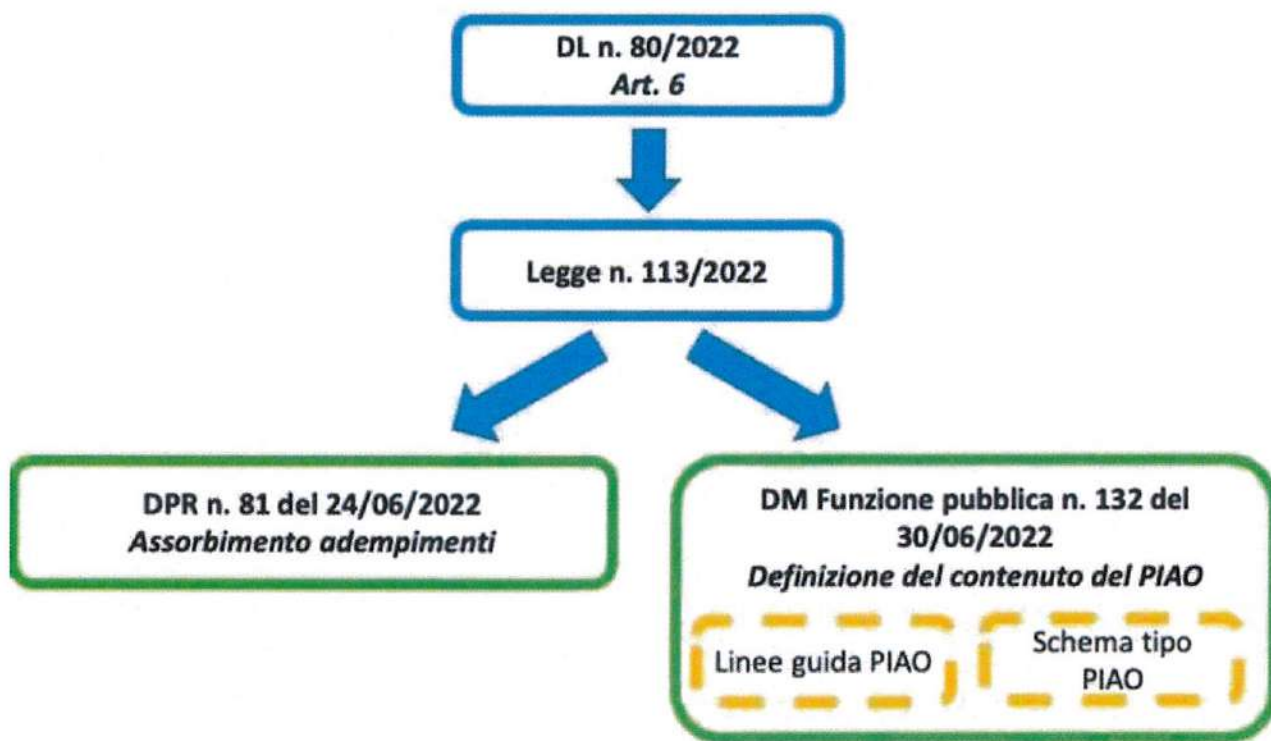 DL n. 80/2022
Art. 6
Legge n. 113/2022
DPR n. 81 del 24/06/2022
Assorbimento adempimenti
DM Funzione pubblica n. 132 del
30/06/2022
Definizione del contenuto del PIAO
Linee guida PIAO
Schema tipo
PIAO